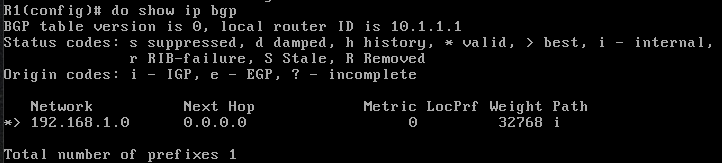 R1(config)# do show ip bgp
BGP table version is 0, local router ID is 10.1.1.1
Status codes: s suppressed, d damped, h history, * valid, > best, i - internal,
              r RIB-failure, S Stale, R Removed
Origin codes: i - IGP, e - EGP, ? - incomplete

   Network          Next Hop            Metric LocPrf Weight Path
*> 192.168.1.0      0.0.0.0                  0         32768 i

Total number of prefixes 1